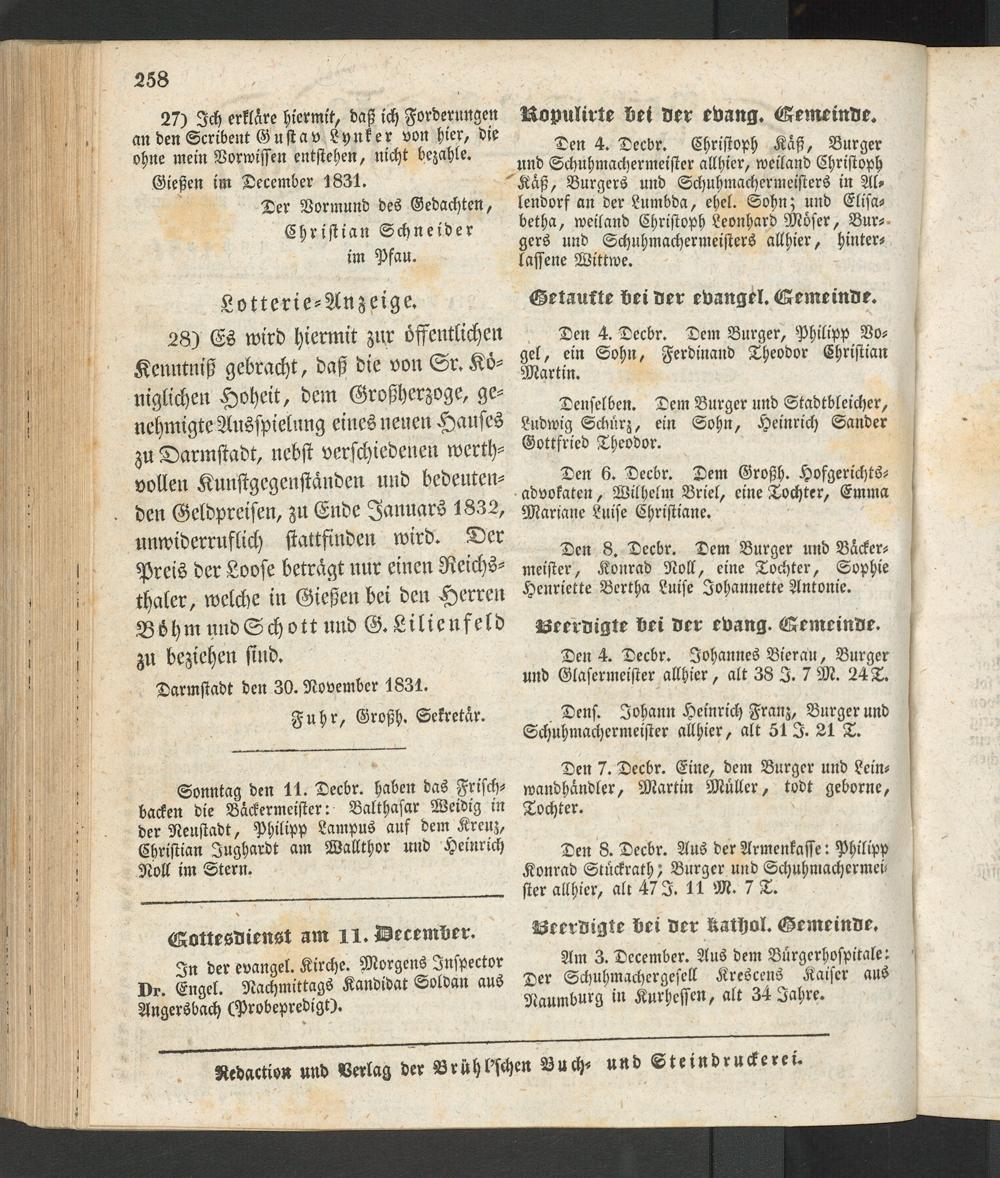 258
27) Ich erkläre hiermit, daß ich Forderungen
an den Scribent Gustav Lynker von hier, die
ohne mein Vorwissen entstehen, nicht bezahle.
Gießen im December 1831.
Der Vormund des Gedachten,
Christian Schneider
im Pfau.
Lotterie-Anzeige.
28) Es wird hiermit zur öffentlichen
Kenntniß gebracht, daß die von Sr. Kö-
niglichen Hoheit, dem Großherzoge, ge-
nehmigte Ausspielung eines neuen Hauses
zu Darmstadt, nebst verschiedenen werth-
vollen Kunstgegenständen und bedeuten-
den Geldpreisen, zu Ende Januars 1832,
unwiderruflich stattfinden wird. Der
Preis der Loose beträgt nur einen Reichs-
thaler, welche in Gießen bei den Herren
Böhm und Schott und G. Lilienfeld
zu beziehen sind.
Darmstadt den 30. November 1831.
Fuhr, Großh. Sekretär.
Sonntag den 11. Decbr. haben das Frisch-
backen die Bäckermeister: Balthasar Weidig in
der Neustadt, Philipp Lampus auf dem Kreuz,
Christian Jughardt am Wallthor und Heinrich
Noll im Stern.
Gottesdienst am 11. December.
In der evangel. Kirche. Morgens Inspector
Dr. Engel. Nachmittags Kandidat Soldan aus
Angersbach (Probepredigt).
Kopulirte bei der evang. Gemeinde.
Den 4. Decbr. Christoph Käß, Burger
und Schuhmachermeister allhier, weiland Christoph
Käß, Burgers und Schuhmachermeisters in Al-
lendorf an der Lumbda, ehel. Sohn; und Elisa-
betha, weiland Christoph Leonhard Möser, Bur-
gers und Schuhmachermeisters allhier, hinter-
lassene Wittwe.
Getaufte bei der evangel. Gemeinde.
Den 4. Decbr. Dem Burger, Philipp Vo-
gel, ein Sohn, Ferdinand Theodor Christian
Martin.
Denselben. Dem Burger und Stadtbleicher,
Ludwig Schürz, ein Sohn, Heinrich Sander
Gottfried Theodor.
Den 6. Decbr. Dem Großh. Hofgerichts-
advokaten, Wilhelm Briel, eine Tochter, Emma
Mariane Luise Christiane.
Den 8. Decbr. Dem Burger und Bäcker-
meister, Konrad Noll, eine Tochter, Sophie
Henriette Bertha Luise Johannette Antonie.
Beerdigte bei der evang. Gemeinde.
Den 4. Decbr. Johannes Bierau, Burger
und Glasermeister allhier, alt 38 J. 7 M. 24 T.
Dens. Johann Heinrich Franz, Burger und
Schuhmachermeister allhier, alt 51 J. 21 T.
Den 7. Decbr. Eine, dem Burger und Lein-
wandhändler, Martin Müller, todt geborne,
Tochter.
Den 8. Decbr. Aus der Armenkasse: Philipp
Konrad Stückrath; Burger und Schuhmachermei-
ster allhier, alt 47 J. 11 M. 7 T.
Beerdigte bei der kathol. Gemeinde.
Am 3. December. Aus dem Bürgerhospitale:
Der Schuhmachergesell Krescens Kaiser aus
Naumburg in Kurhessen, alt 34 Jahre.
Redaction und Verlag der Brühl'schen Buch- und Steindruckerei.